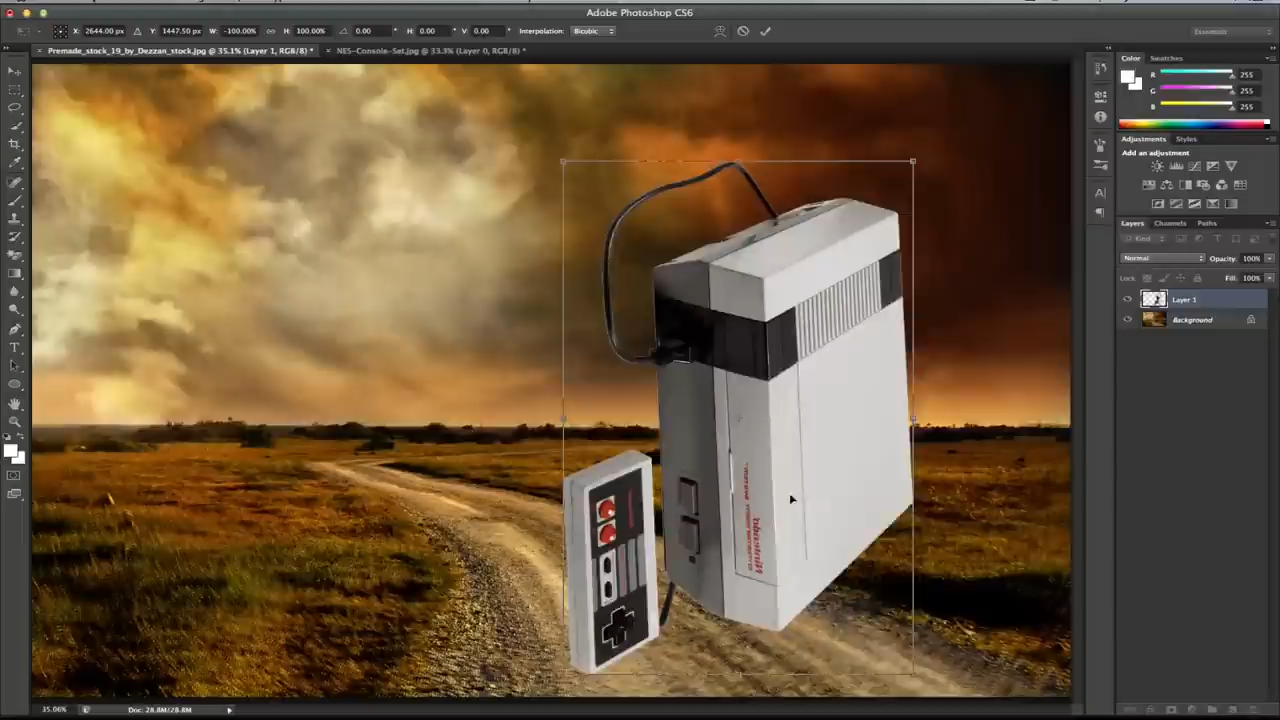 Adobe Photoshop CS6
X: 2644.00 px Y: 1447.50 px W: -100.00% H: 100.00% 0.00 ° H: 0.00 ° V: 0.00 ° Interpolation: Bicubic Essentials
× Premade_stock_19_by_Dezzan_stock.jpg @ 35.1% (Layer 1, RGB/8) * × NES-Console-Set.jpg @ 33.3% (Layer 0, RGB/8) *
Color Swatches
R 255
G 255
B 255
Adjustments Styles
Add an adjustment
Layers Channels Paths
Kind
Normal Opacity: 100%
Lock: Fill: 100%
Layer 1
Background
Nintendo
35.06% Doc: 28.8M/28.8M